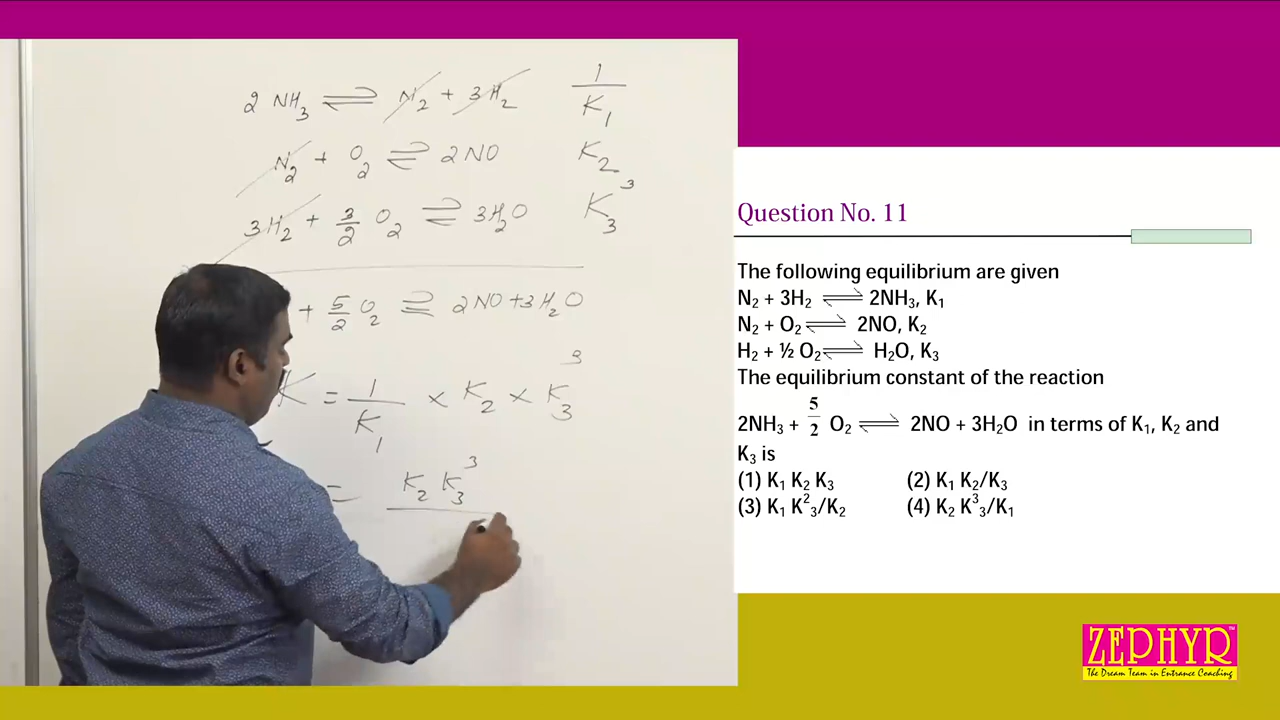 2 NH3 ⇌ N2 + 3H2 1/K1
N2 + O2 ⇌ 2NO K2
3H2 + 3/2 O2 ⇌ 3H2O K3^3
+ 5/2 O2 ⇌ 2NO + 3H2O
K = 1/K1 × K2 × K3^3
= K2 K3^3
Question No. 11
The following equilibrium are given
N2 + 3H2 ⇌ 2NH3, K1
N2 + O2 ⇌ 2NO, K2
H2 + ½ O2 ⇌ H2O, K3
The equilibrium constant of the reaction
2NH3 + 5/2 O2 ⇌ 2NO + 3H2O in terms of K1, K2 and
K3 is
(1) K1 K2 K3 (2) K1 K2/K3
(3) K1 K^2 3/K2 (4) K2 K^3 3/K1
ZEPHYR™
The Dream Team in Entrance Coaching